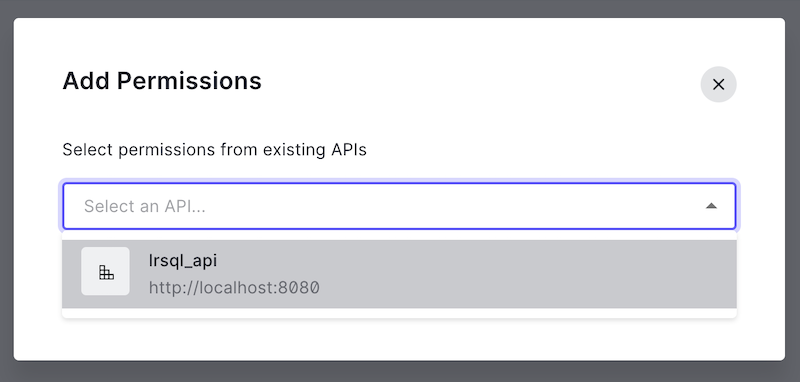 Add Permissions
Select permissions from existing APIs
Select an API...
lrsql_api
http://localhost:8080